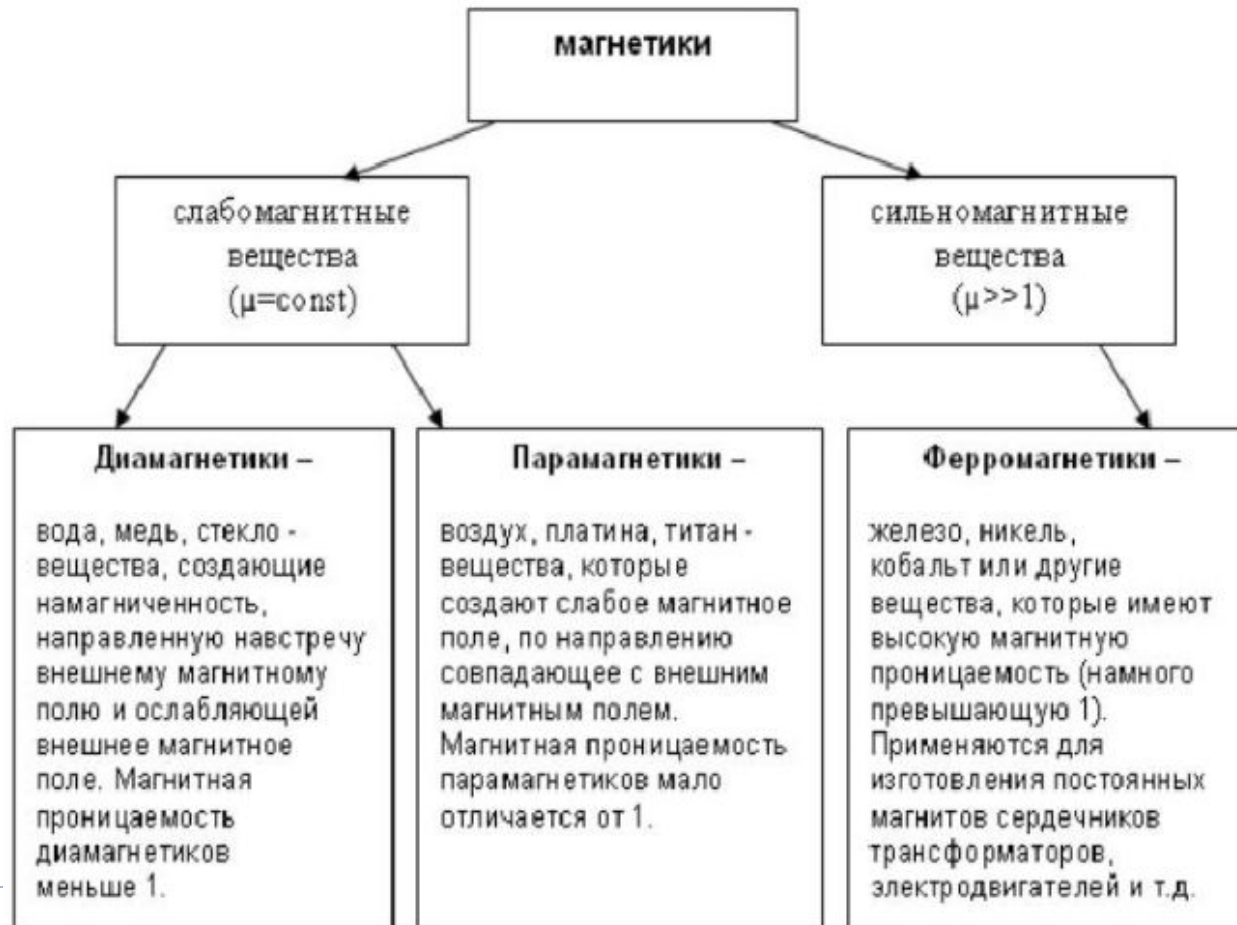 магнетики
слабомагнитные
вещества
(μ=const)
сильномагнитные
вещества
(μ>>1)
Диамагнетики –
вода, медь, стекло -
вещества, создающие
намагниченность,
направленную навстречу
внешнему магнитному
полю и ослабляющей
внешнее магнитное
поле. Магнитная
проницаемость
диамагнетиков
меньше 1.
Парамагнетики –
воздух, платина, титан -
вещества, которые
создают слабое магнитное
поле, по направлению
совпадающее с внешним
магнитным полем.
Магнитная проницаемость
парамагнетиков мало
отличается от 1.
Ферромагнетики –
железо, никель,
кобальт или другие
вещества, которые имеют
высокую магнитную
проницаемость (намного
превышающую 1).
Применяются для
изготовления постоянных
магнитов сердечников
трансформаторов,
электродвигателей и т.д.